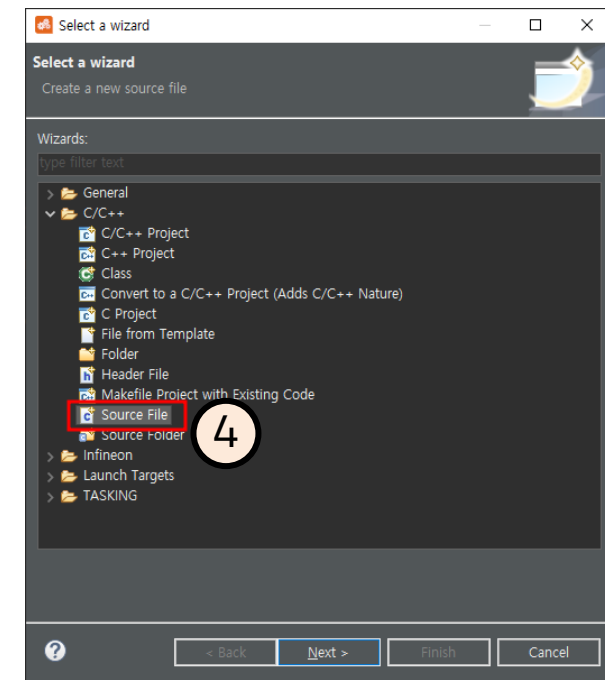 Select a wizard
Select a wizard
Create a new source file
Wizards:
type filter text
General
C/C++
C/C++ Project
C++ Project
Class
Convert to a C/C++ Project (Adds C/C++ Nature)
C Project
File from Template
Folder
Header File
Makefile Project with Existing Code
Source File
4
Source Folder
Infineon
Launch Targets
TASKING
< Back Next > Finish Cancel